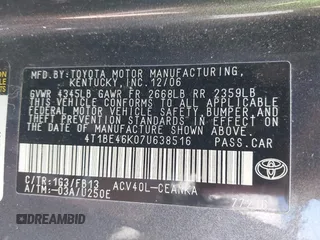 MFD.BY:TOYOTA MOTOR MANUFACTURING,
KENTUCKY,INC.12/06
GVWR 4345LB GAWR FR 2668LB RR 2359LB
THIS VEHICLE CONFORMS TO ALL APPLICABLE
FEDERAL MOTOR VEHICLE SAFETY, BUMPER, AND
THEFT PREVENTION STANDARDS IN EFFECT ON
THE DATE OF MANUFACTURE SHOWN ABOVE.
4T1BE46K07U638516 PASS.CAR
C/TR:1G3/FB13 ACV40L-CEANKA
A/TM:-03A/U250E
TOYOTA
DREAMBID